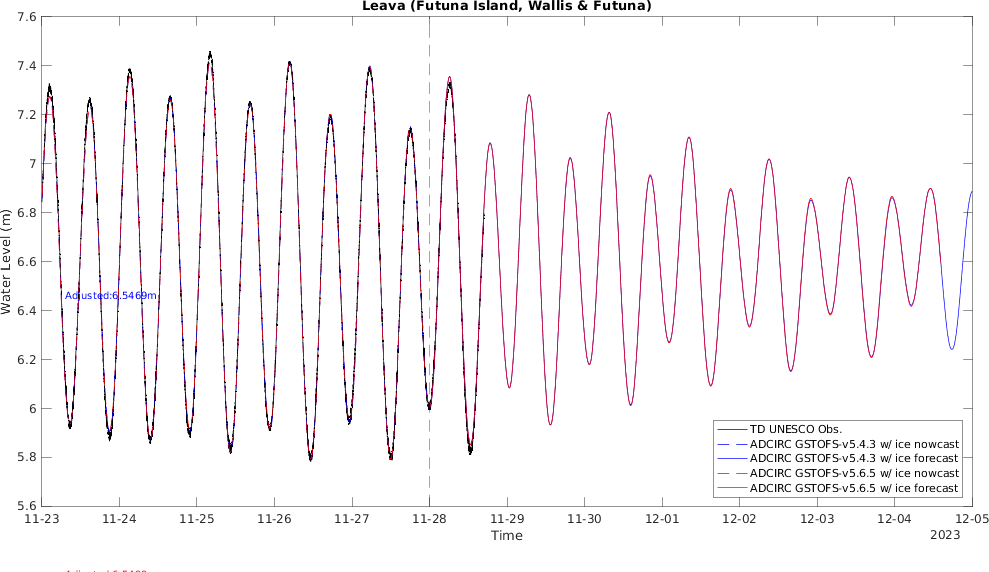 Leava (Futuna Island, Wallis & Futuna)
7.6
7.4
7.2
7
6.8
6.6
6.4
6.2
6
5.8
5.6
Water Level (m)
Adjusted:6.5469m
TD UNESCO Obs.
ADCIRC GSTOFS-v5.4.3 w/ ice nowcast
ADCIRC GSTOFS-v5.4.3 w/ ice forecast
ADCIRC GSTOFS-v5.6.5 w/ ice nowcast
ADCIRC GSTOFS-v5.6.5 w/ ice forecast
11-23 11-24 11-25 11-26 11-27 11-28 11-29 11-30 12-01 12-02 12-03 12-04 12-05
Time
2023